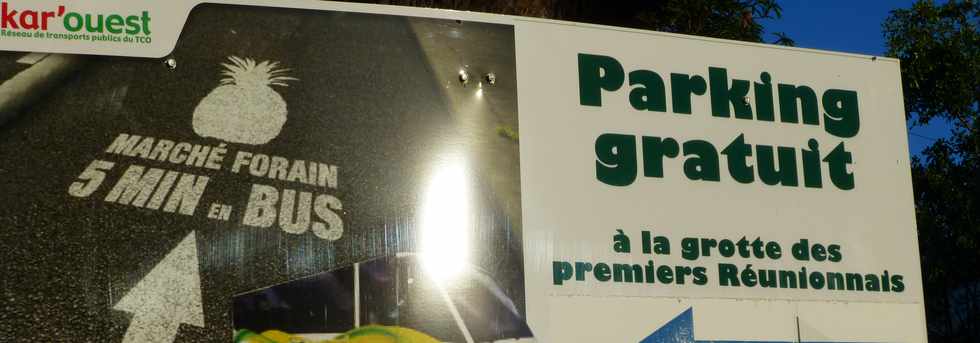 kar'ouest
Réseau de transports publics du TCO
MARCHÉ FORAIN
5 MIN EN BUS
Parking
gratuit
à la grotte des
premiers Réunionnais